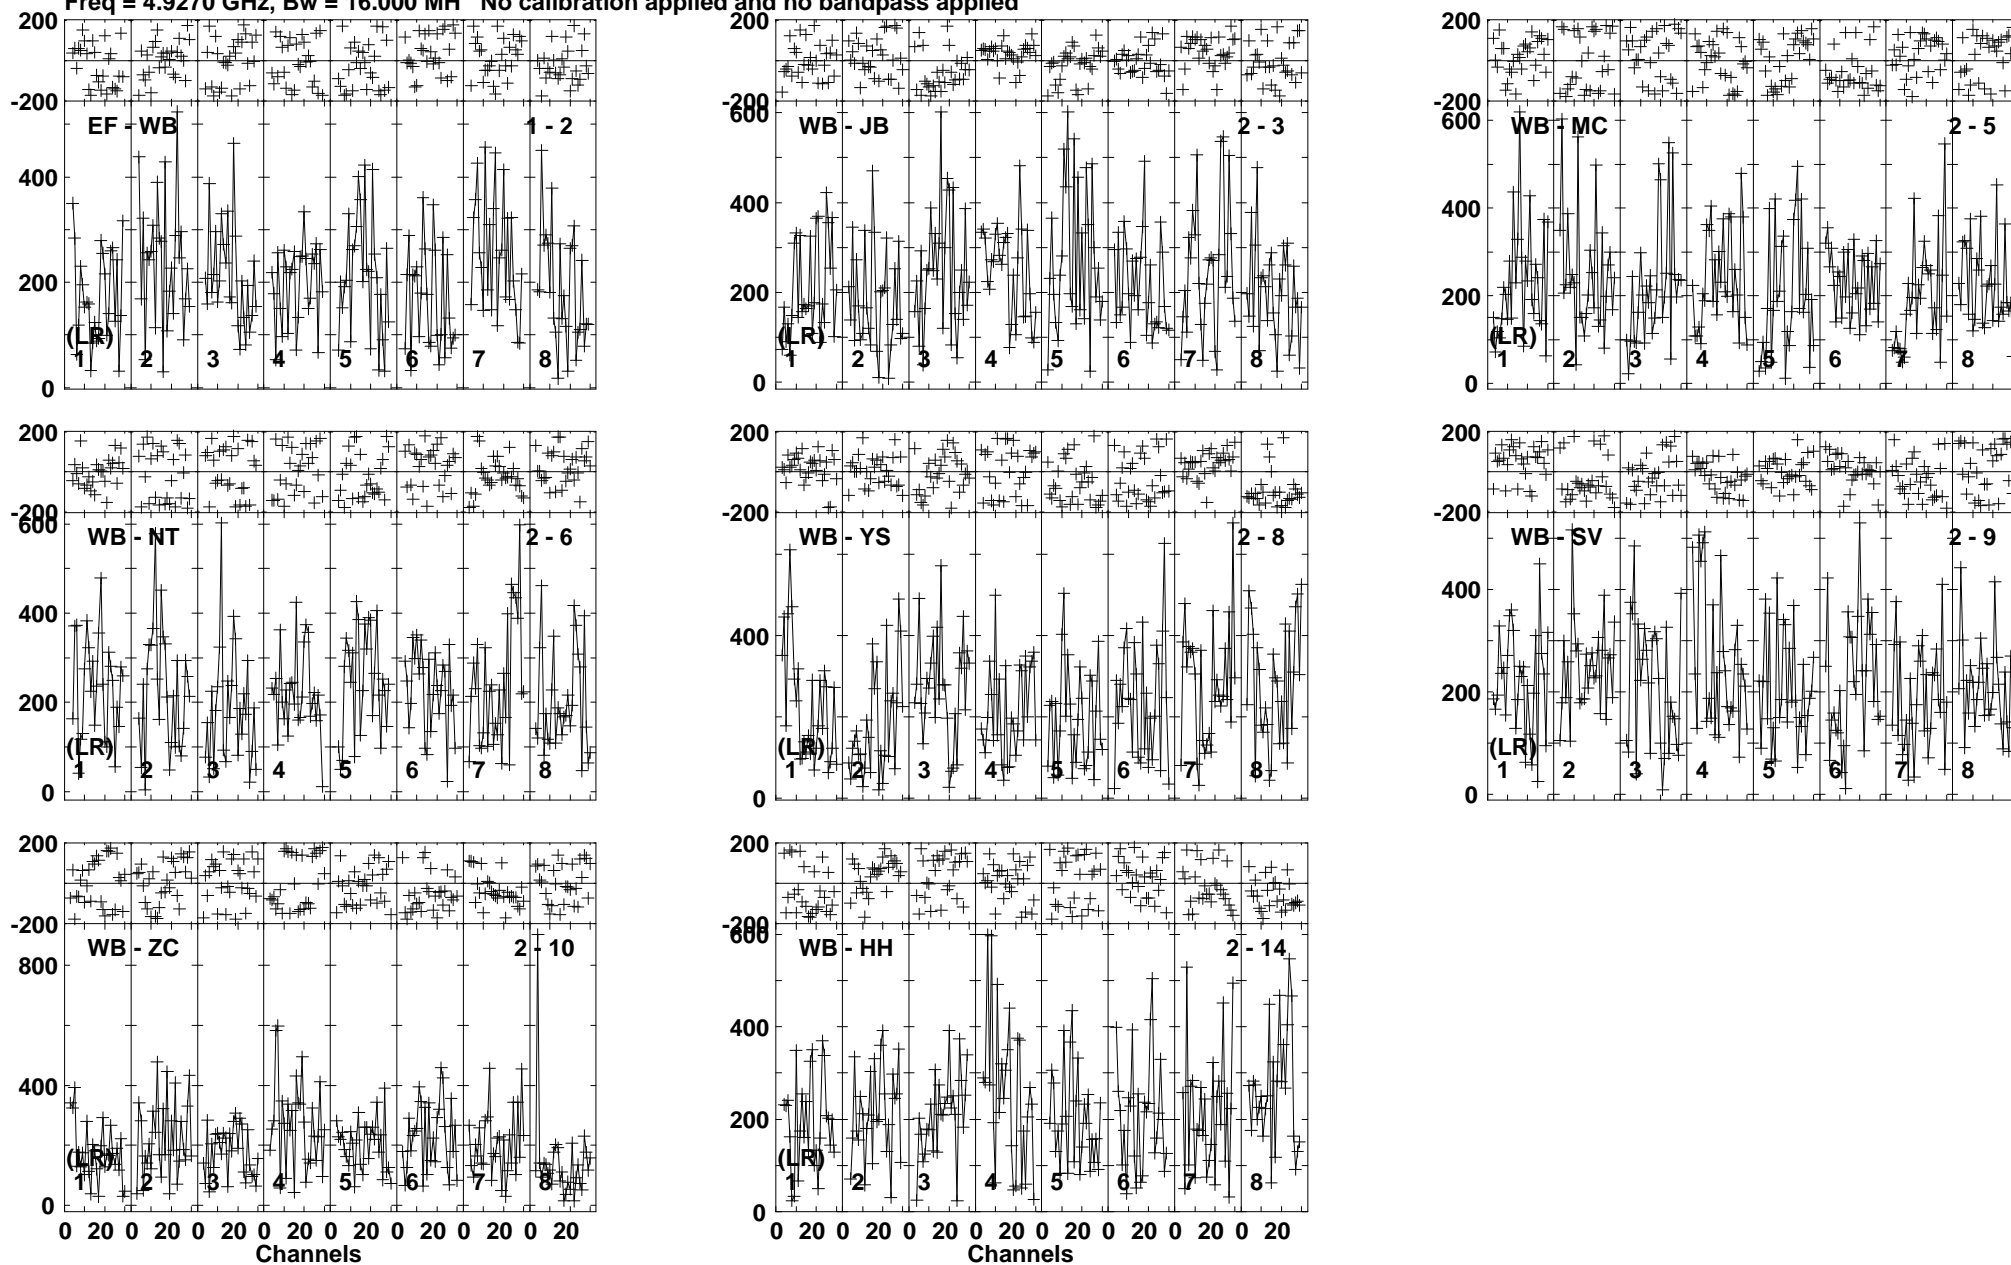 Freq = 4.9270 GHz, Bw = 16.000 MH No calibration applied and no bandpass applied
200 200 200
-200 -200 -200
EF - WB 1 - 2 WB - JB 2 - 3 WB - MC 2 - 5
600 600
400 400 400
200 200 200
(LR) (LR) (LR)
1 2 3 4 5 6 7 8 1 2 3 4 5 6 7 8 1 2 3 4 5 6 7 8
0 0 0
200 200 200
-200 -200 -200
600
WB - NT 2 - 6 WB - YS 2 - 8 WB - SV 2 - 9
400 400 400
200 200
(LR) (LR) (LR)
1 2 3 4 5 6 7 8 1 2 3 4 5 6 7 8 1 2 3 4 5 6 7 8
0 0 0
200 200
-200 -200
600
WB - ZC 2 - 10 WB - HH 2 - 14
800
400 400
200
(LR) (LR)
1 2 3 4 5 6 7 8 1 2 3 4 5 6 7 8
0 0
0 20 0 20 0 20 0 20 0 20 0 20 0 20 0 20 0 20 0 20 0 20 0 20 0 20 0 20 0 20 0 20
Channels Channels